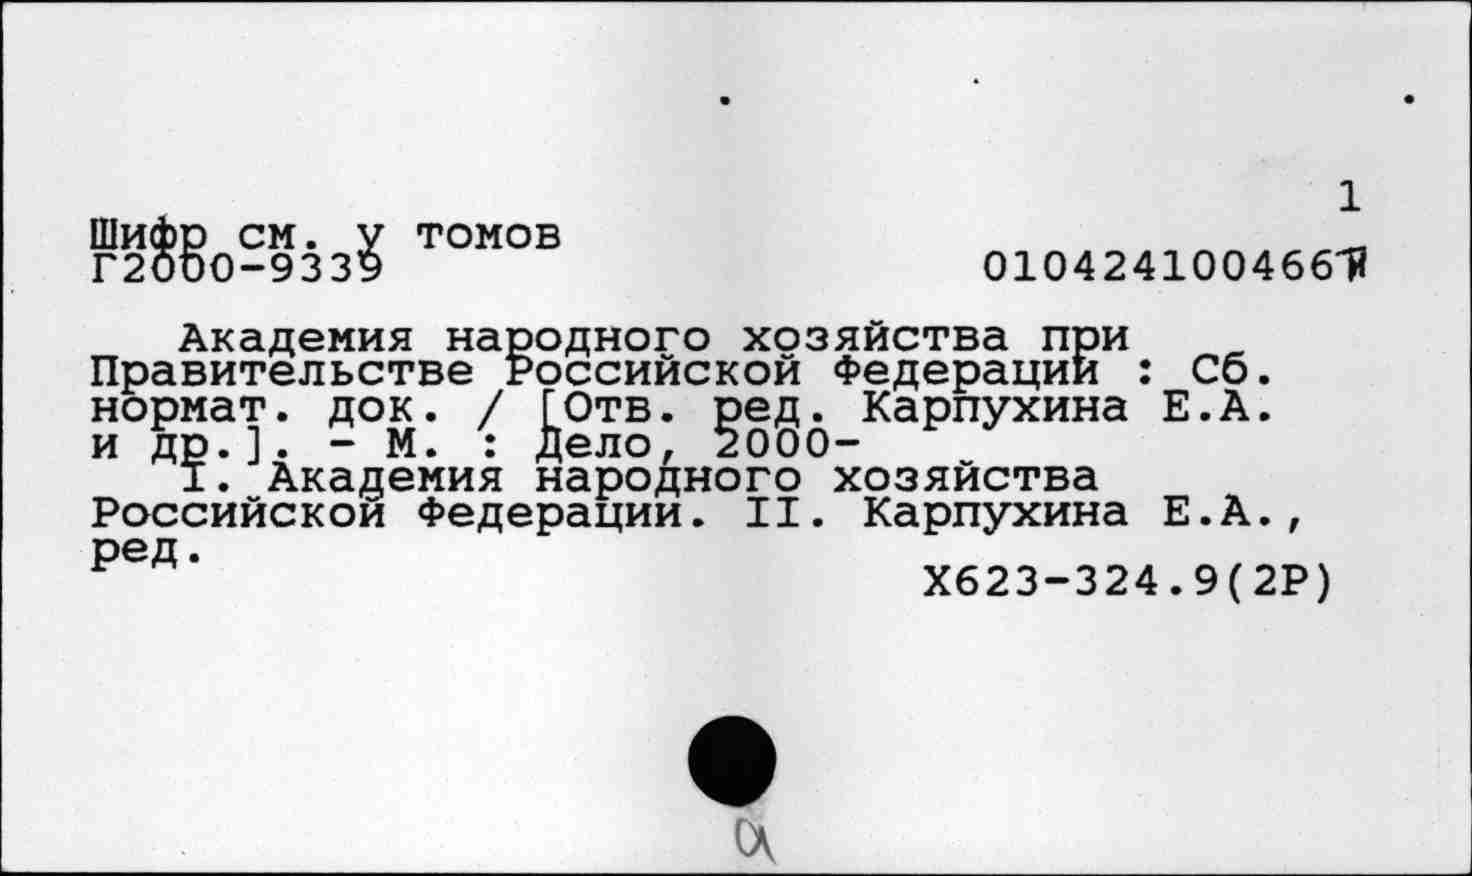 1
Шифр см. у томов
Г2000-9339
010424100466
Академия народного хозяйства при
Правительстве Российской Федерации : Сб.
нормат. док. / [Отв. ред. Карпухина Е.А.
и др.]. - М. : Дело, 2000-
I. Академия народного хозяйства
Российской Федерации. II. Карпухина Е.А.,
ред.
Х623-324.9(2Р)